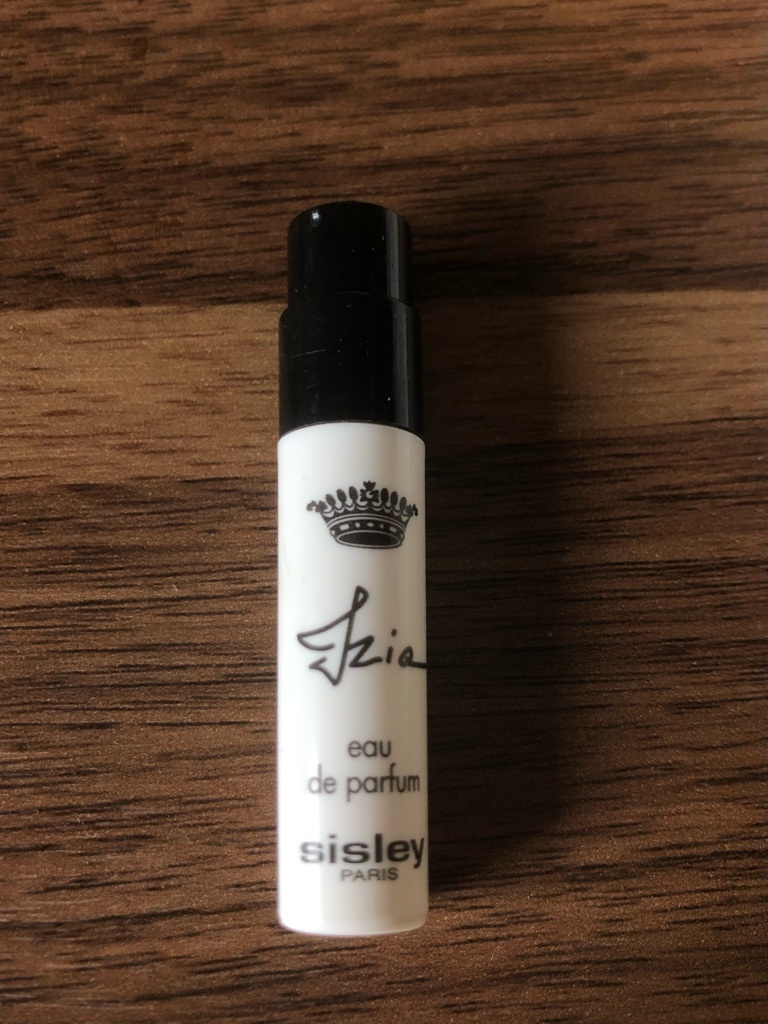 Izia
eau
de parfum
sisley
PARIS